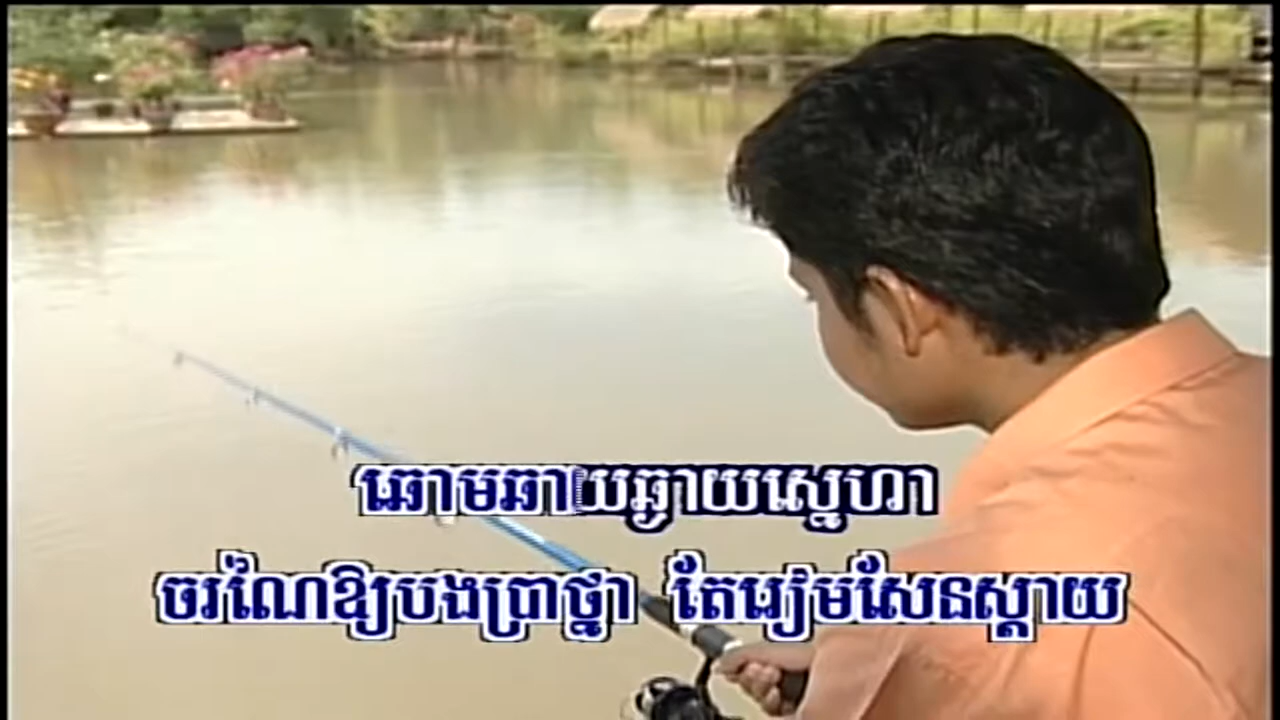 ឆោមឆាយឆ្ងាយស្នេហា
ចរណៃឱ្យបងប្រាថ្នា តែរៀមសែនស្ដាយ